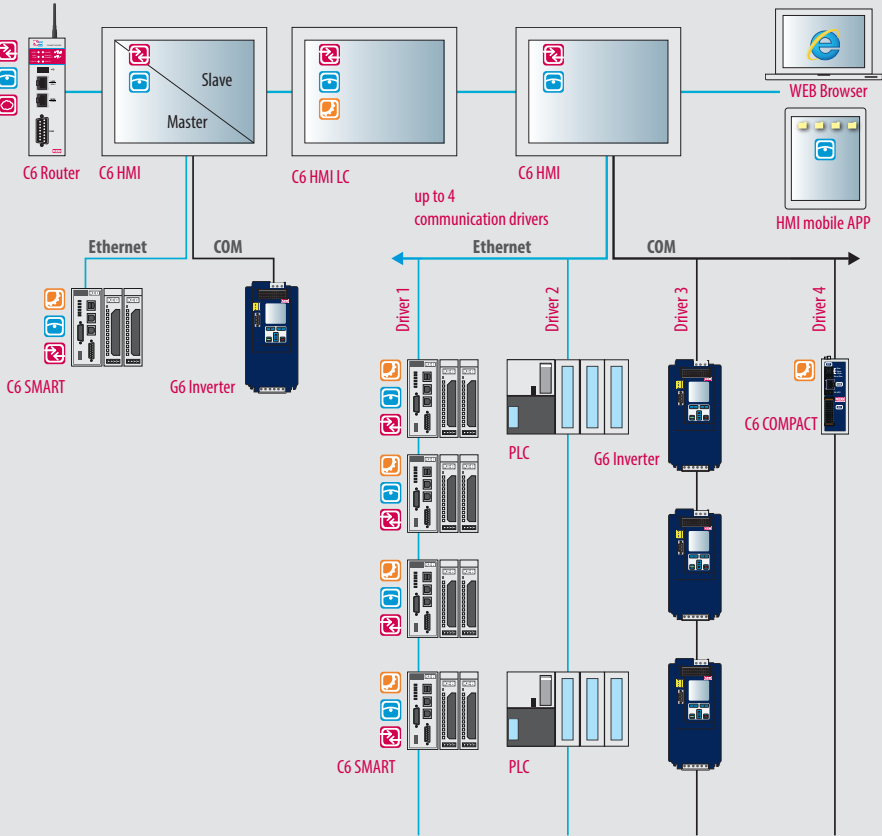 Slave
Master
WEB Browser
C6 Router
C6 HMI
C6 HMI LC
C6 HMI
HMI mobile APP
up to 4
communication drivers
Ethernet
COM
Ethernet
COM
Driver 1
Driver 2
Driver 3
Driver 4
C6 SMART
G6 Inverter
C6 COMPACT
PLC
G6 Inverter
C6 SMART
PLC